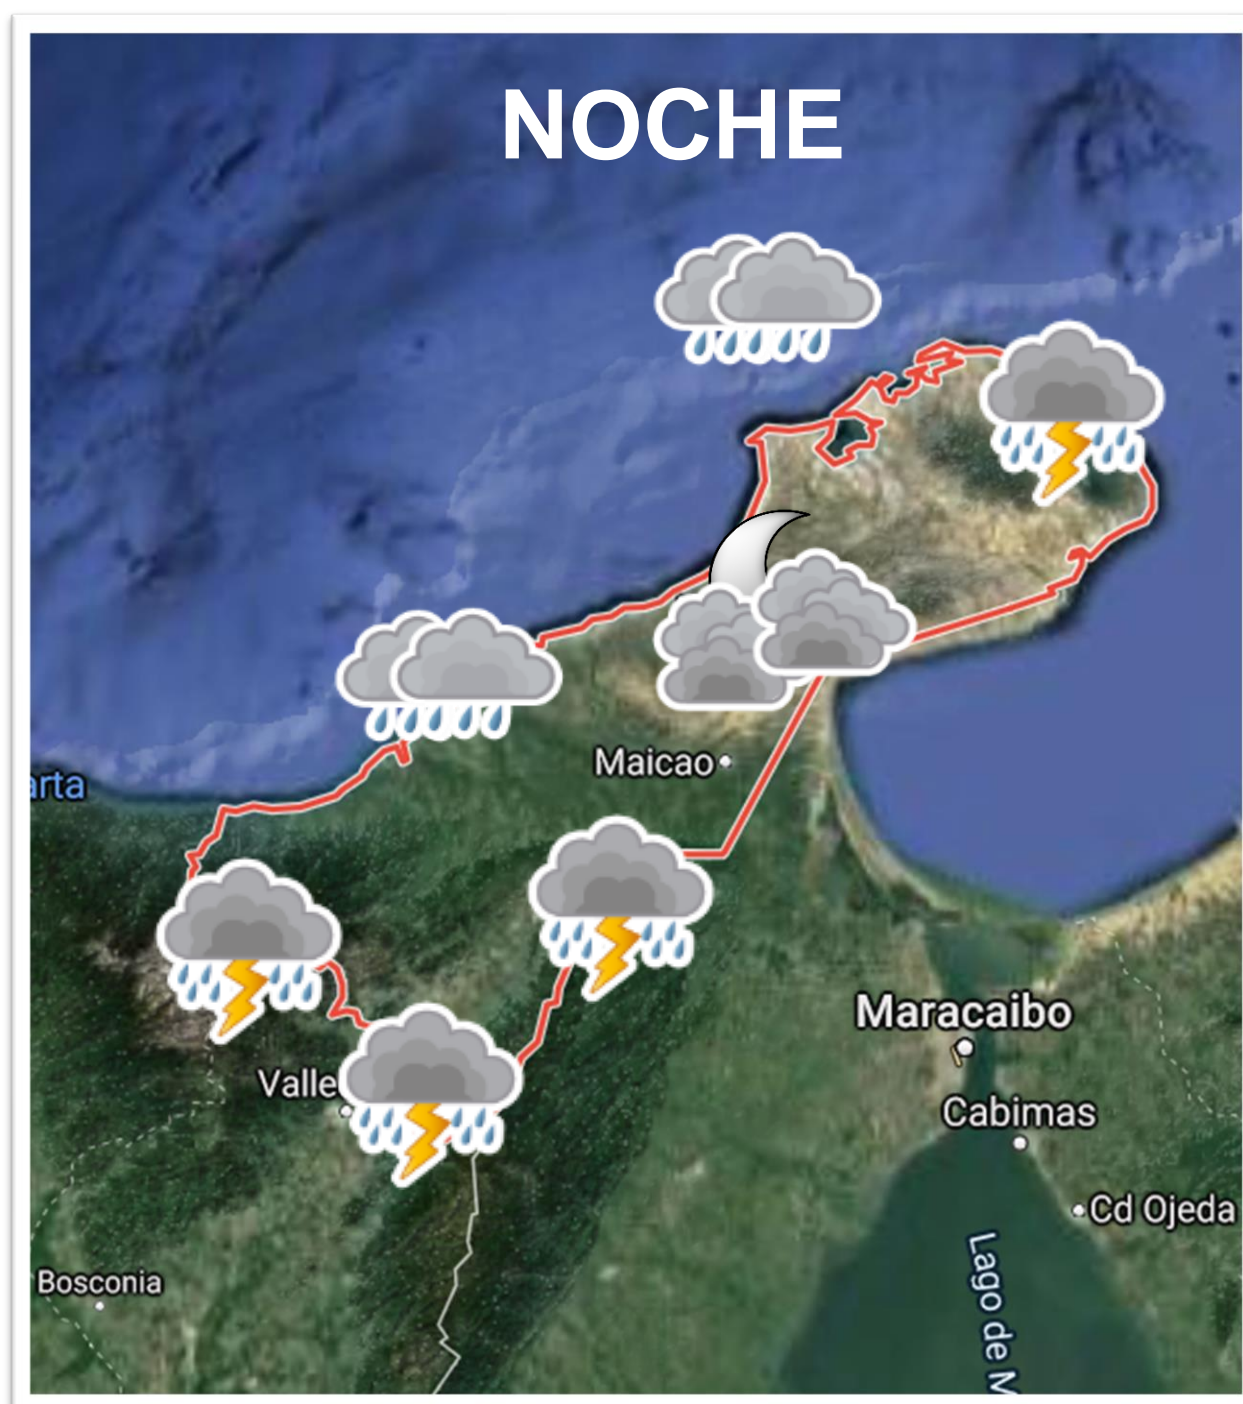 NOCHE
arta
Maicao
Maracaibo
Valle
Cabimas
Cd Ojeda
Lago de M
Bosconia